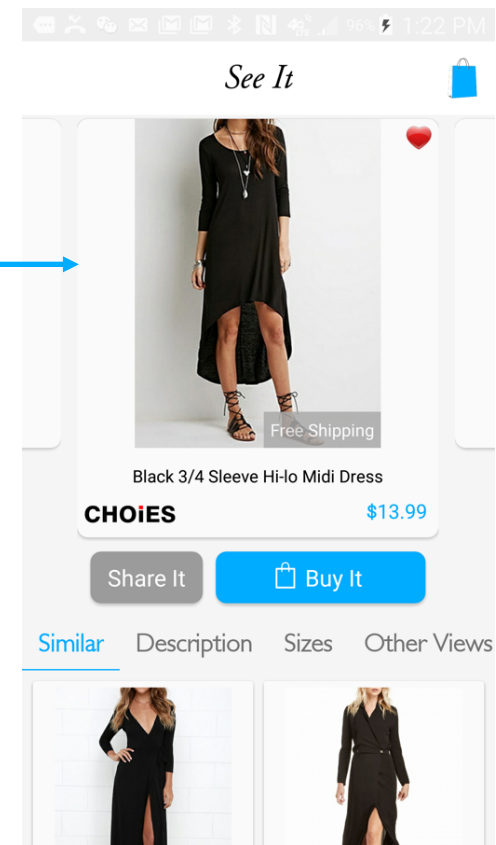 96% 1:22 PM
See It
Free Shipping
Black 3/4 Sleeve Hi-lo Midi Dress
CHOiES $13.99
Share It Buy It
Similar Description Sizes Other Views